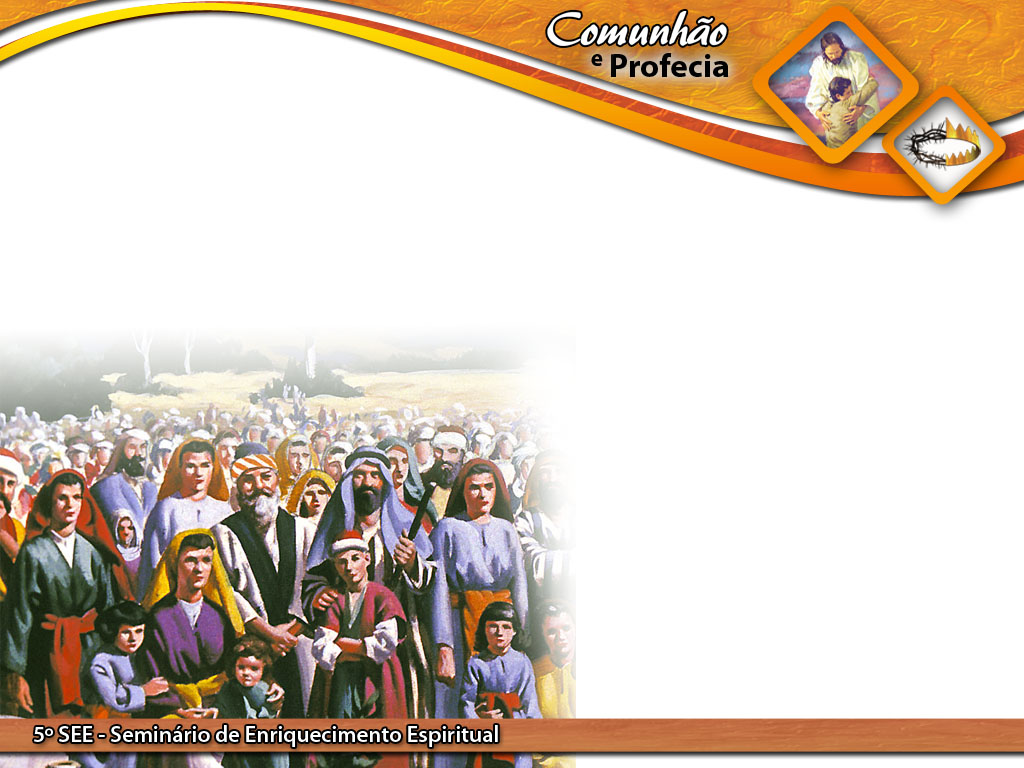 Comunhão
e Profecia
5º SEE - Seminário de Enriquecimento Espiritual